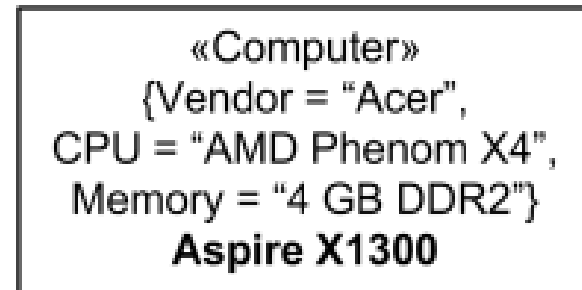 «Computer»
{Vendor = “Acer”,
CPU = “AMD Phenom X4”,
Memory = “4 GB DDR2”}
Aspire X1300